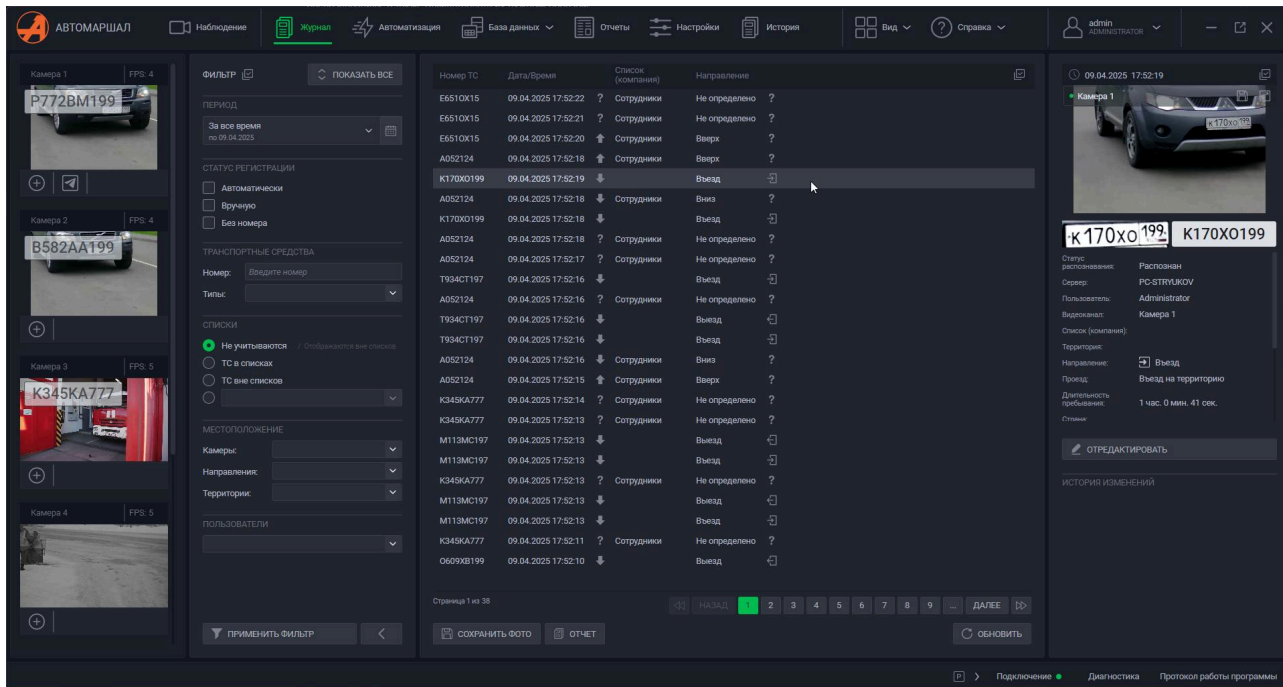 АВТОМАРШАЛ
Наблюдение
Журнал
Автоматизация
База данных
Отчеты
Настройки
История
Вид
Справка
admin
ADMINISTRATOR
Камера 1 FPS: 4
P772BM199
Камера 2 FPS: 4
B582AA199
Камера 3 FPS: 5
K345KA777
Камера 4 FPS: 5
ФИЛЬТР
ПОКАЗАТЬ ВСЕ
ПЕРИОД
За все время
по 09.04.2025
СТАТУС РЕГИСТРАЦИИ
Автоматически
Вручную
Без номера
ТРАНСПОРТНЫЕ СРЕДСТВА
Номер: Введите номер
Типы:
СПИСКИ
Не учитываются / Отображаются вне списков
ТС в списках
ТС вне списков
МЕСТОПОЛОЖЕНИЕ
Камеры:
Направления:
Территории:
ПОЛЬЗОВАТЕЛИ
ПРИМЕНИТЬ ФИЛЬТР
Номер ТС Дата/Время Список (компания) Направление
E651OX15 09.04.2025 17:52:22 ? Сотрудники Не определено ?
E651OX15 09.04.2025 17:52:21 ? Сотрудники Не определено ?
E651OX15 09.04.2025 17:52:20 Сотрудники Вверх ?
A052124 09.04.2025 17:52:18 Сотрудники Вверх ?
K170XO199 09.04.2025 17:52:19 Въезд
A052124 09.04.2025 17:52:18 Сотрудники Вниз ?
K170XO199 09.04.2025 17:52:18 Въезд
A052124 09.04.2025 17:52:18 ? Сотрудники Не определено ?
A052124 09.04.2025 17:52:17 ? Сотрудники Не определено ?
T934CT197 09.04.2025 17:52:16 Въезд
A052124 09.04.2025 17:52:16 ? Сотрудники Не определено ?
T934CT197 09.04.2025 17:52:16 Выезд
T934CT197 09.04.2025 17:52:16 Въезд
A052124 09.04.2025 17:52:16 Сотрудники Вниз ?
A052124 09.04.2025 17:52:15 Сотрудники Вверх ?
K345KA777 09.04.2025 17:52:14 ? Сотрудники Не определено ?
K345KA777 09.04.2025 17:52:13 ? Сотрудники Не определено ?
M113MC197 09.04.2025 17:52:13 Выезд
M113MC197 09.04.2025 17:52:13 Въезд
K345KA777 09.04.2025 17:52:13 ? Сотрудники Не определено ?
M113MC197 09.04.2025 17:52:13 Выезд
M113MC197 09.04.2025 17:52:13 Въезд
K345KA777 09.04.2025 17:52:11 ? Сотрудники Не определено ?
O609XB199 09.04.2025 17:52:10 Выезд
Страница 1 из 38
НАЗАД 1 2 3 4 5 6 7 8 9 ... ДАЛЕЕ
СОХРАНИТЬ ФОТО
ОТЧЕТ
ОБНОВИТЬ
09.04.2025 17:52:19
Камера 1
к170хо199
к170хо199 K170XO199
Статус распознавания: Распознан
Сервер: PC-STRYUKOV
Пользователь: Administrator
Видеоканал: Камера 1
Список (компания):
Территория:
Направление: Въезд
Проезд: Въезд на территорию
Длительность пребывания: 1 час. 0 мин. 41 сек.
Страна:
ОТРЕДАКТИРОВАТЬ
ИСТОРИЯ ИЗМЕНЕНИЙ
P
Подключение
Диагностика
Протокол работы программы